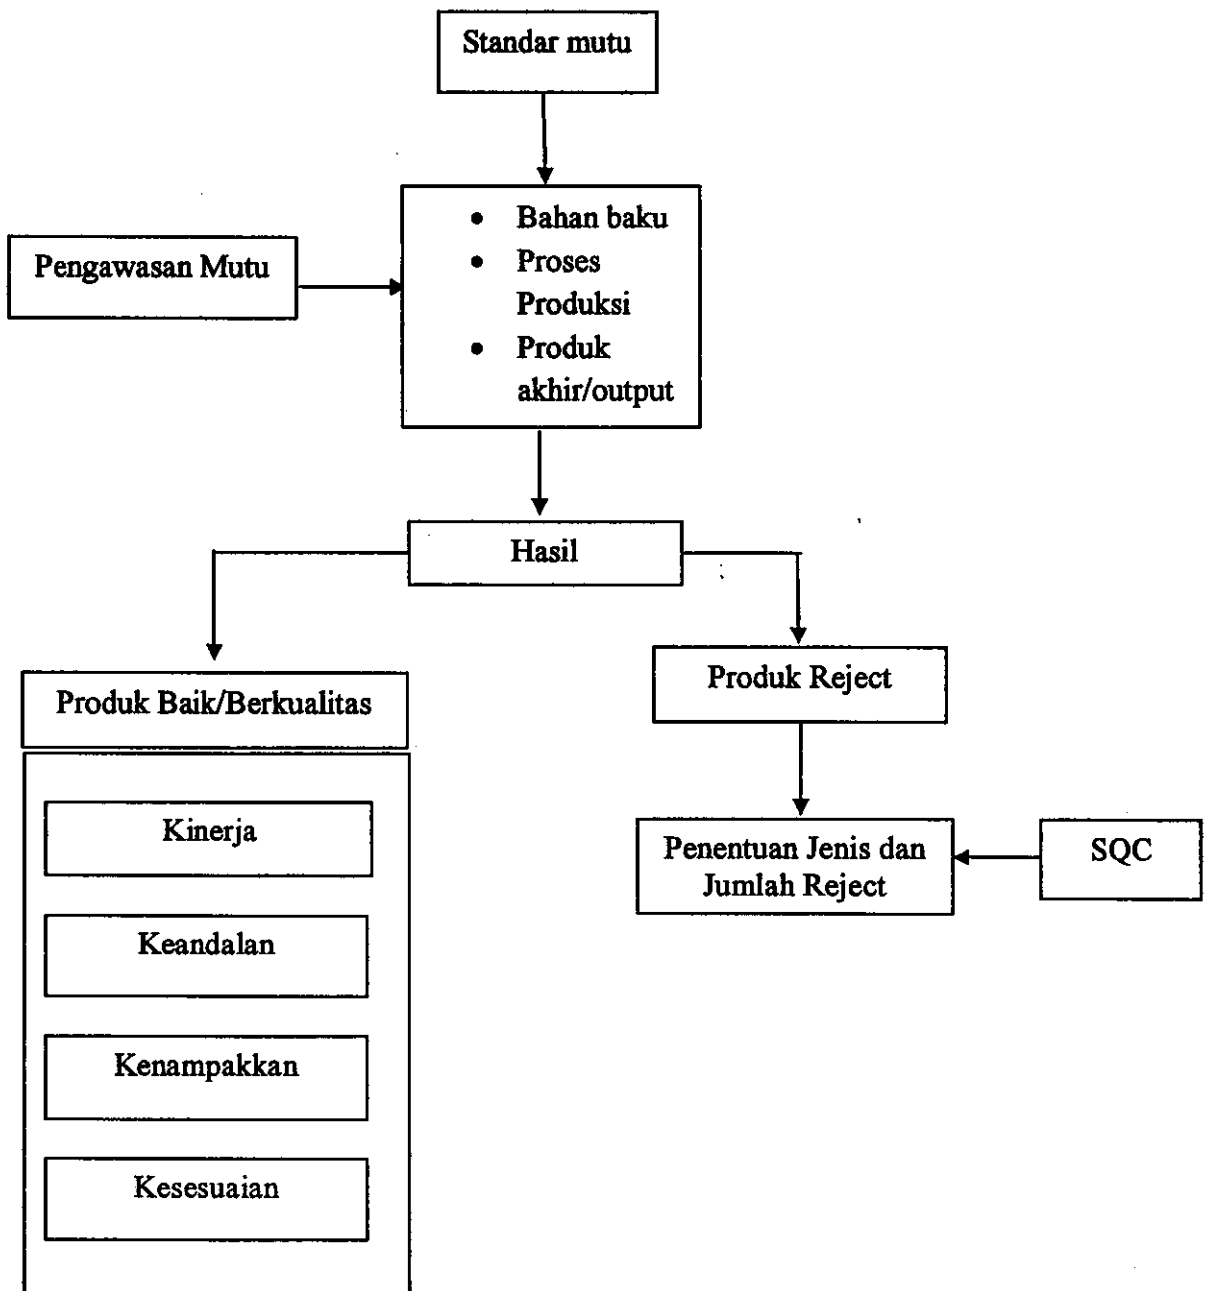 Standar mutu
Pengawasan Mutu
• Bahan baku
• Proses
Produksi
• Produk
akhir/output
Hasil
Produk Baik/Berkualitas
Produk Reject
Kinerja
Keandalan
Kenampakkan
Kesesuaian
Penentuan Jenis dan
Jumlah Reject
SQC